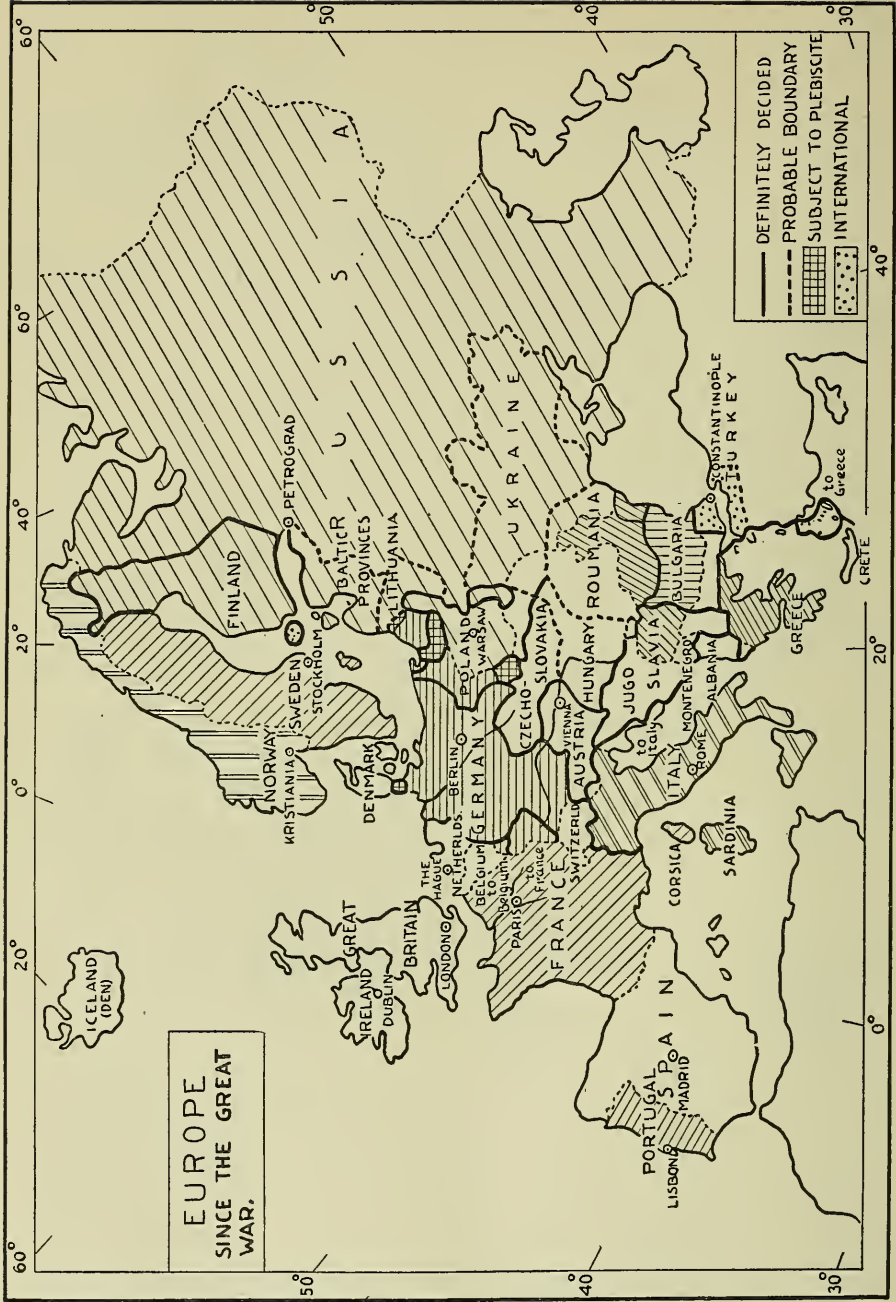 EUROPE
SINCE THE GREAT
WAR.
60°
20°
0°
20°
40°
60°
60°
50°
40°
30°
50°
40°
30°
0°
20°
40°
ICELAND
(DEN)
NORWAY
KRISTIANIA
SWEDEN
STOCKHOLM
FINLAND
PETROGRAD
RUSSIA
BALTIC
PROVINCES
LITHUANIA
DENMARK
GREAT
BRITAIN
LONDON
IRELAND
DUBLIN
THE
HAGUE
NETHERLDS.
BELGIUM
to
Belgium
BERLIN
GERMANY
POLAND
WARSAW
UKRAINE
PARIS
to
France
FRANCE
SWITZERLD
CZECHO-
SLOVAKIA
VIENNA
AUSTRIA
HUNGARY
ROUMANIA
JUGO
SLAVIA
to
Italy
ITALY
ROME
MONTENEGRO
ALBANIA
BULGARIA
CONSTANTINOPLE
TURKEY
GREECE
to
Greece
CRETE
CORSICA
SARDINIA
PORTUGAL
LISBON
SPAIN
MADRID
DEFINITELY DECIDED
PROBABLE BOUNDARY
SUBJECT TO PLEBISCITE
INTERNATIONAL